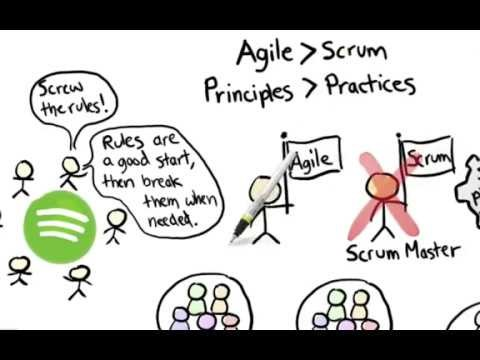 Agile > Scrum
Principles > Practices
Screw
the rules!
Rules are
a good start,
then break
them when
needed.
Agile
Scrum
Scrum Master